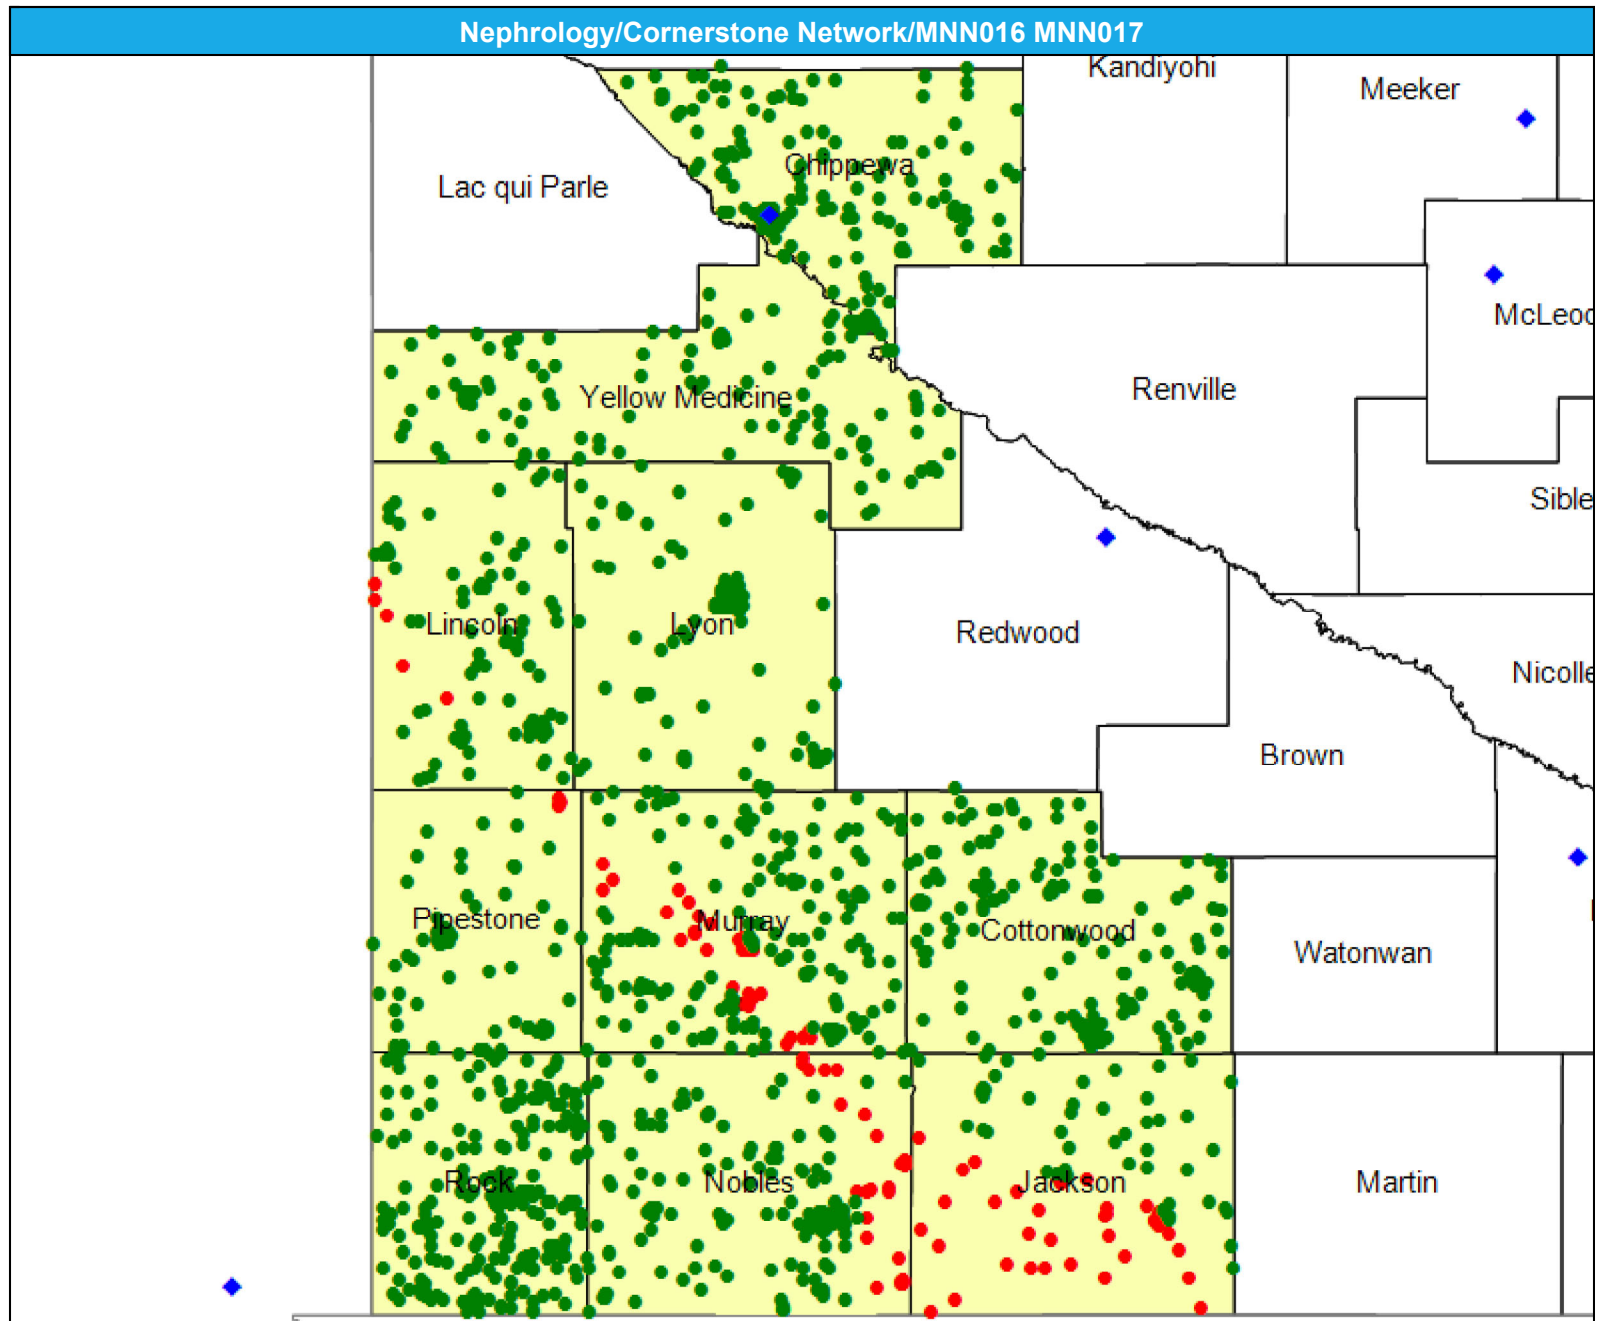 Nephrology/Cornerstone Network/MNN016 MNN017
Kandiyohi
Meeker
Chippewa
Lac qui Parle
McLeod
Renville
Yellow Medicine
Sible
Lincoln
Lyon
Redwood
Nicolle
Brown
Pipestone
Murray
Cottonwood
Watonwan
Rock
Nobles
Jackson
Martin